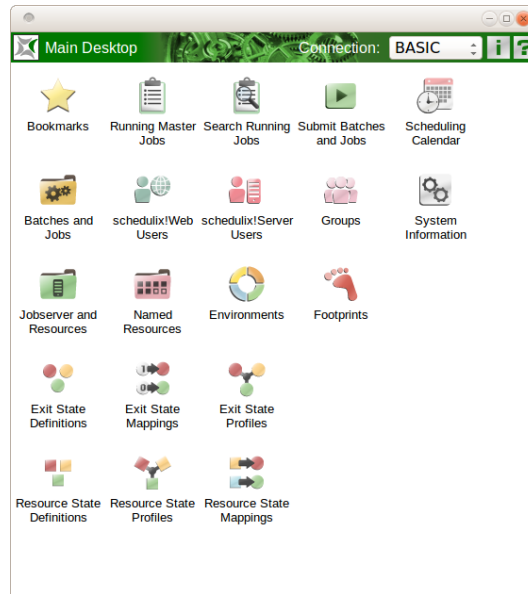 Main Desktop Connection: BASIC i ?
Bookmarks Running Master Jobs Search Running Jobs Submit Batches and Jobs Scheduling Calendar
Batches and Jobs schedulix!Web Users schedulix!Server Users Groups System Information
Jobserver and Resources Named Resources Environments Footprints
Exit State Definitions 1 0 Exit State Mappings Exit State Profiles
Resource State Definitions Resource State Profiles Resource State Mappings